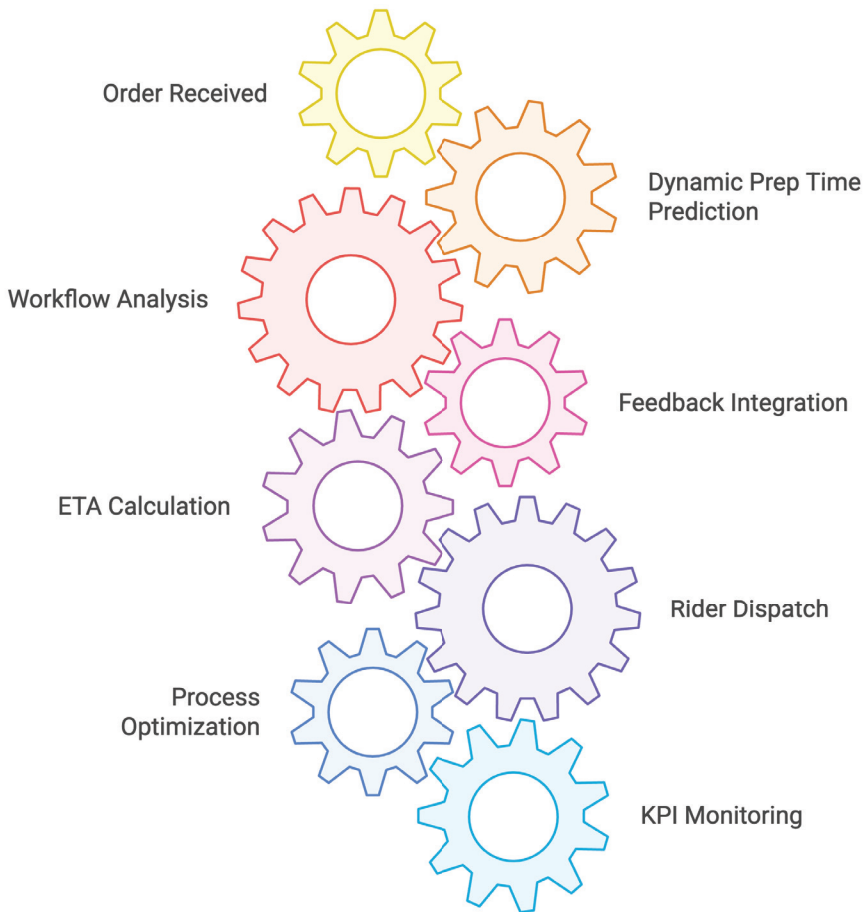 Order Received
Dynamic Prep Time
Prediction
Workflow Analysis
Feedback Integration
ETA Calculation
Rider Dispatch
Process
Optimization
KPI Monitoring